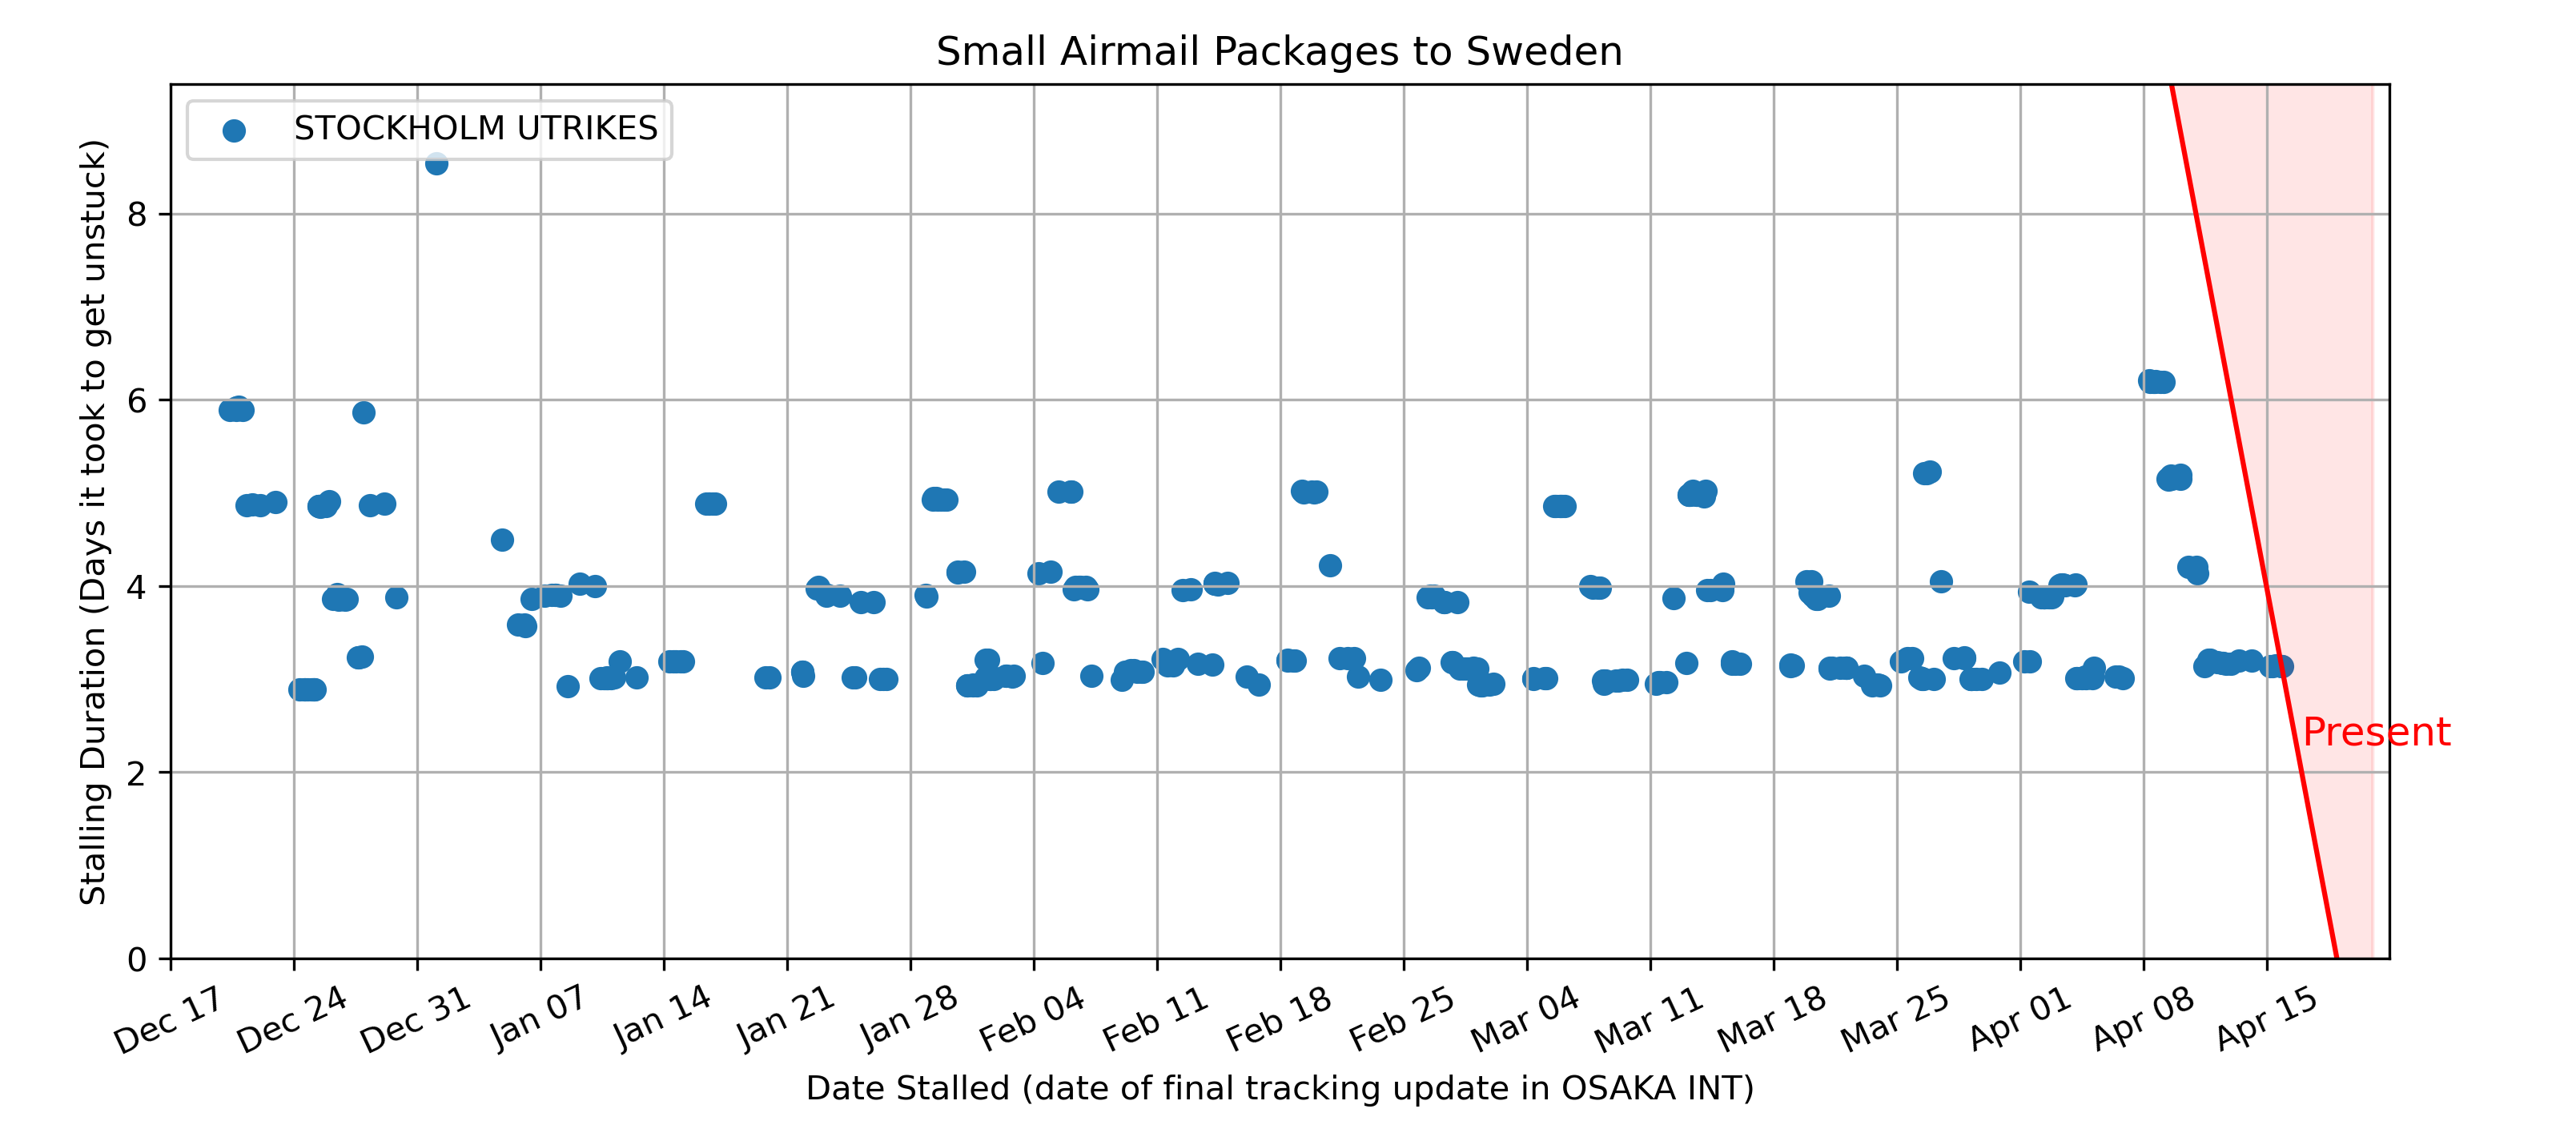 Small Airmail Packages to Sweden
STOCKHOLM UTRIKES
Stalling Duration (Days it took to get unstuck)
8
6
4
2
0
Present
Dec 17
Dec 24
Dec 31
Jan 07
Jan 14
Jan 21
Jan 28
Feb 04
Feb 11
Feb 18
Feb 25
Mar 04
Mar 11
Mar 18
Mar 25
Apr 01
Apr 08
Apr 15
Date Stalled (date of final tracking update in OSAKA INT)